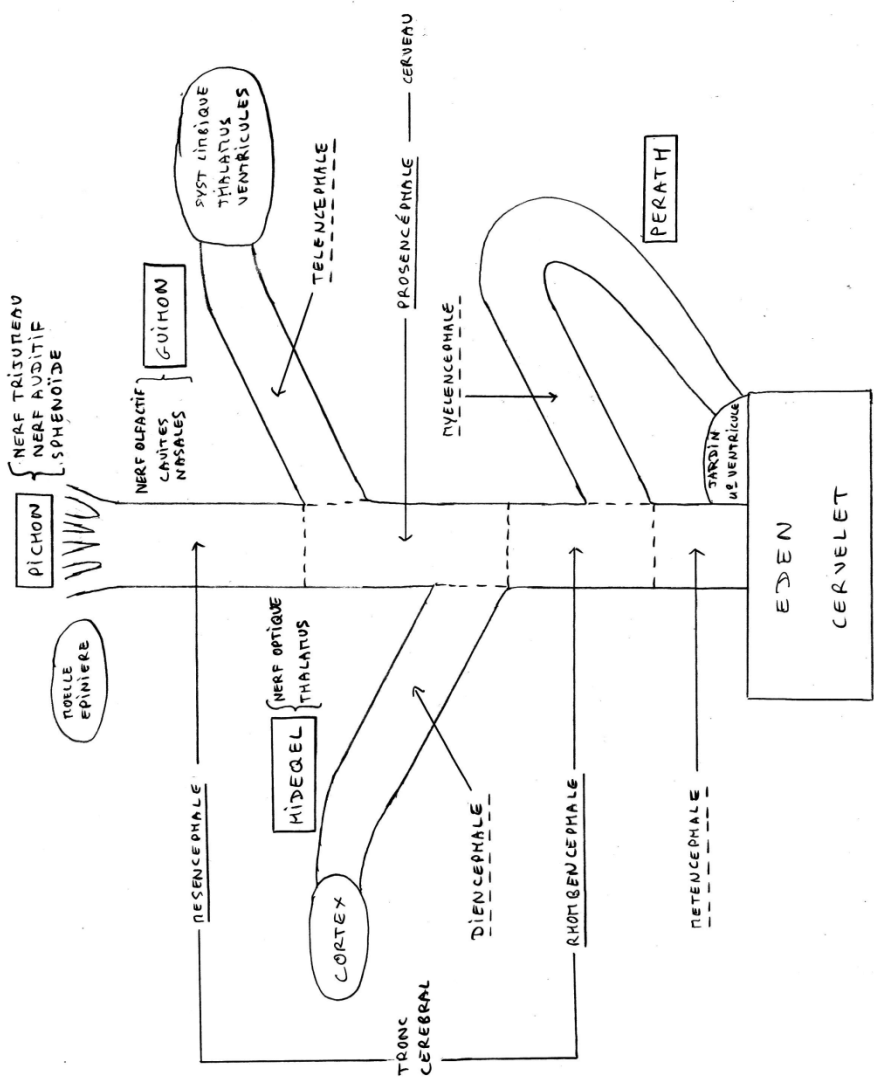 PICHON
NERF TRIJUMEAU
NERF AUDITIF
SPHENOÏDE
MOELLE
EPINIERE
NERF OLFACTIF
CAVITES
NASALES
GUIHON
SYST LIMBIQUE
THALAMUS
VENTRICULES
MESENCEPHALE
TELENCEPHALE
HIDEQEL
NERF OPTIQUE
THALAMUS
CORTEX
PROSENCÉPHALE
CERVEAU
DIENCEPHALE
TRONC
CEREBRAL
MYELENCEPHALE
PERATH
RHOMBENCEPHALE
METENCEPHALE
JARDIN
4e VENTRICULE
EDEN
CERVELET